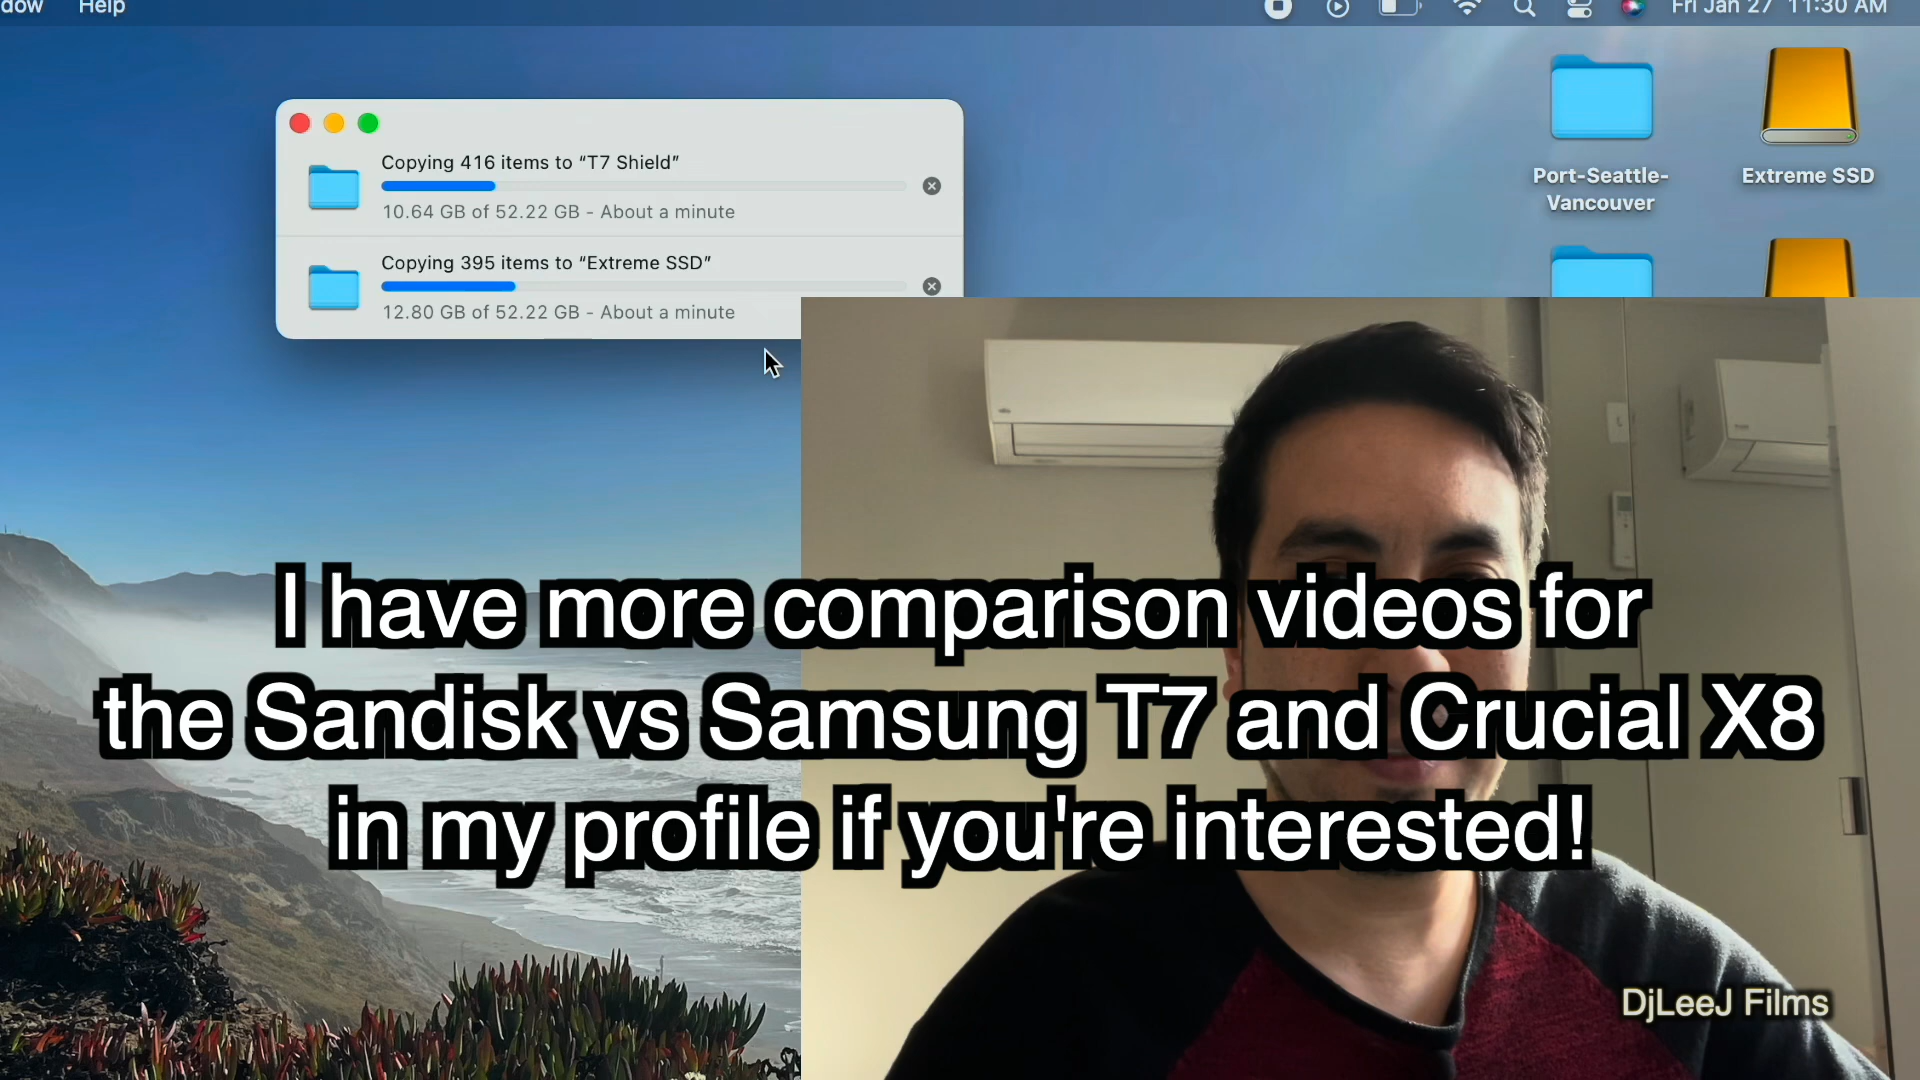 dow Help Fri Jan 27 11:30 AM
Copying 416 items to “T7 Shield”
10.64 GB of 52.22 GB - About a minute
Copying 395 items to “Extreme SSD”
12.80 GB of 52.22 GB - About a minute
Port-Seattle-
Vancouver
Extreme SSD
I have more comparison videos for
the Sandisk vs Samsung T7 and Crucial X8
in my profile if you're interested!
DjLeeJ Films